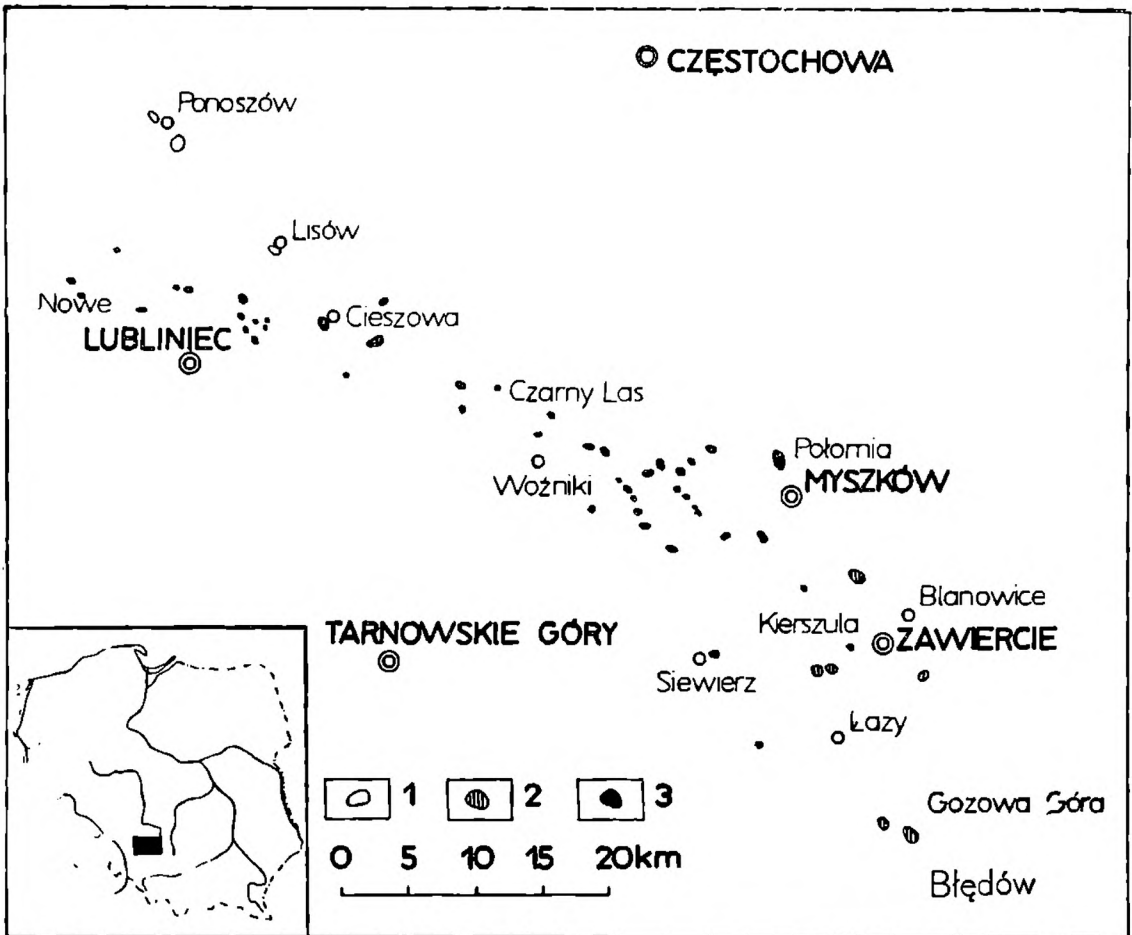 CZĘSTOCHOWA
Ponoszów
Lisów
Nowe
Cieszowa
LUBLINIEC
Czarny Las
Połomia
Woźniki
MYSZKÓW
Blanowice
Kierszula
TARNOWSKIE GÓRY
ZAWIERCIE
Siewierz
Łazy
1 2 3
Gozowa Góra
0 5 10 15 20km
Błędów